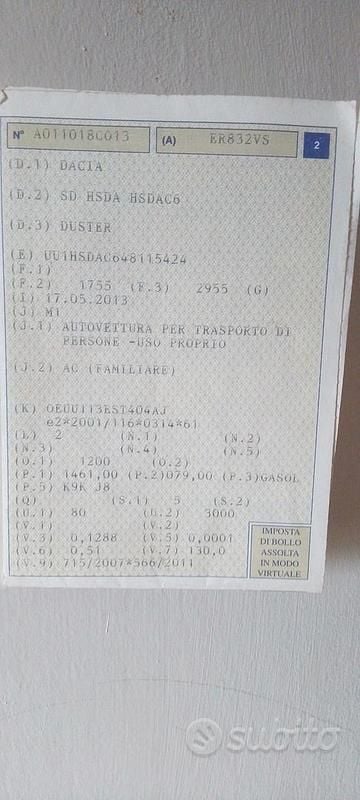 N° A011018CO13 (A) ER832VS 2
(D.1) DACIA
(D.2) SD HSDA HSDAC6
(D.3) DUSTER
(E) UU1HSDAC648115424
(F.1)
(F.2) 1755 (F.3) 2955 (G)
(I) 17.05.2013
(J) M1
(J.1) AUTOVETTURA PER TRASPORTO DI
PERSONE -USO PROPRIO
(J.2) AC (FAMILIARE)
(K) OEUU113EST404AJ
e2*2001/116*0314*61
(L) 2 (N.1) (N.2)
(N.3) (N.4) (N.5)
(O.1) 1200 (O.2)
(P.1) 1461,00 (P.2)079,00 (P.3)GASOL
(P.5) K9K J8
(Q) (S.1) 5 (S.2)
(U.1) 80 (U.2) 3000
(V.1) (V.2)
(V.3) 0,1288 (V.5) 0,0001
(V.6) 0,51 (V.7) 130,0
(V.9) 715/2007*566/2011
IMPOSTA
DI BOLLO
ASSOLTA
IN MODO
VIRTUALE
subito